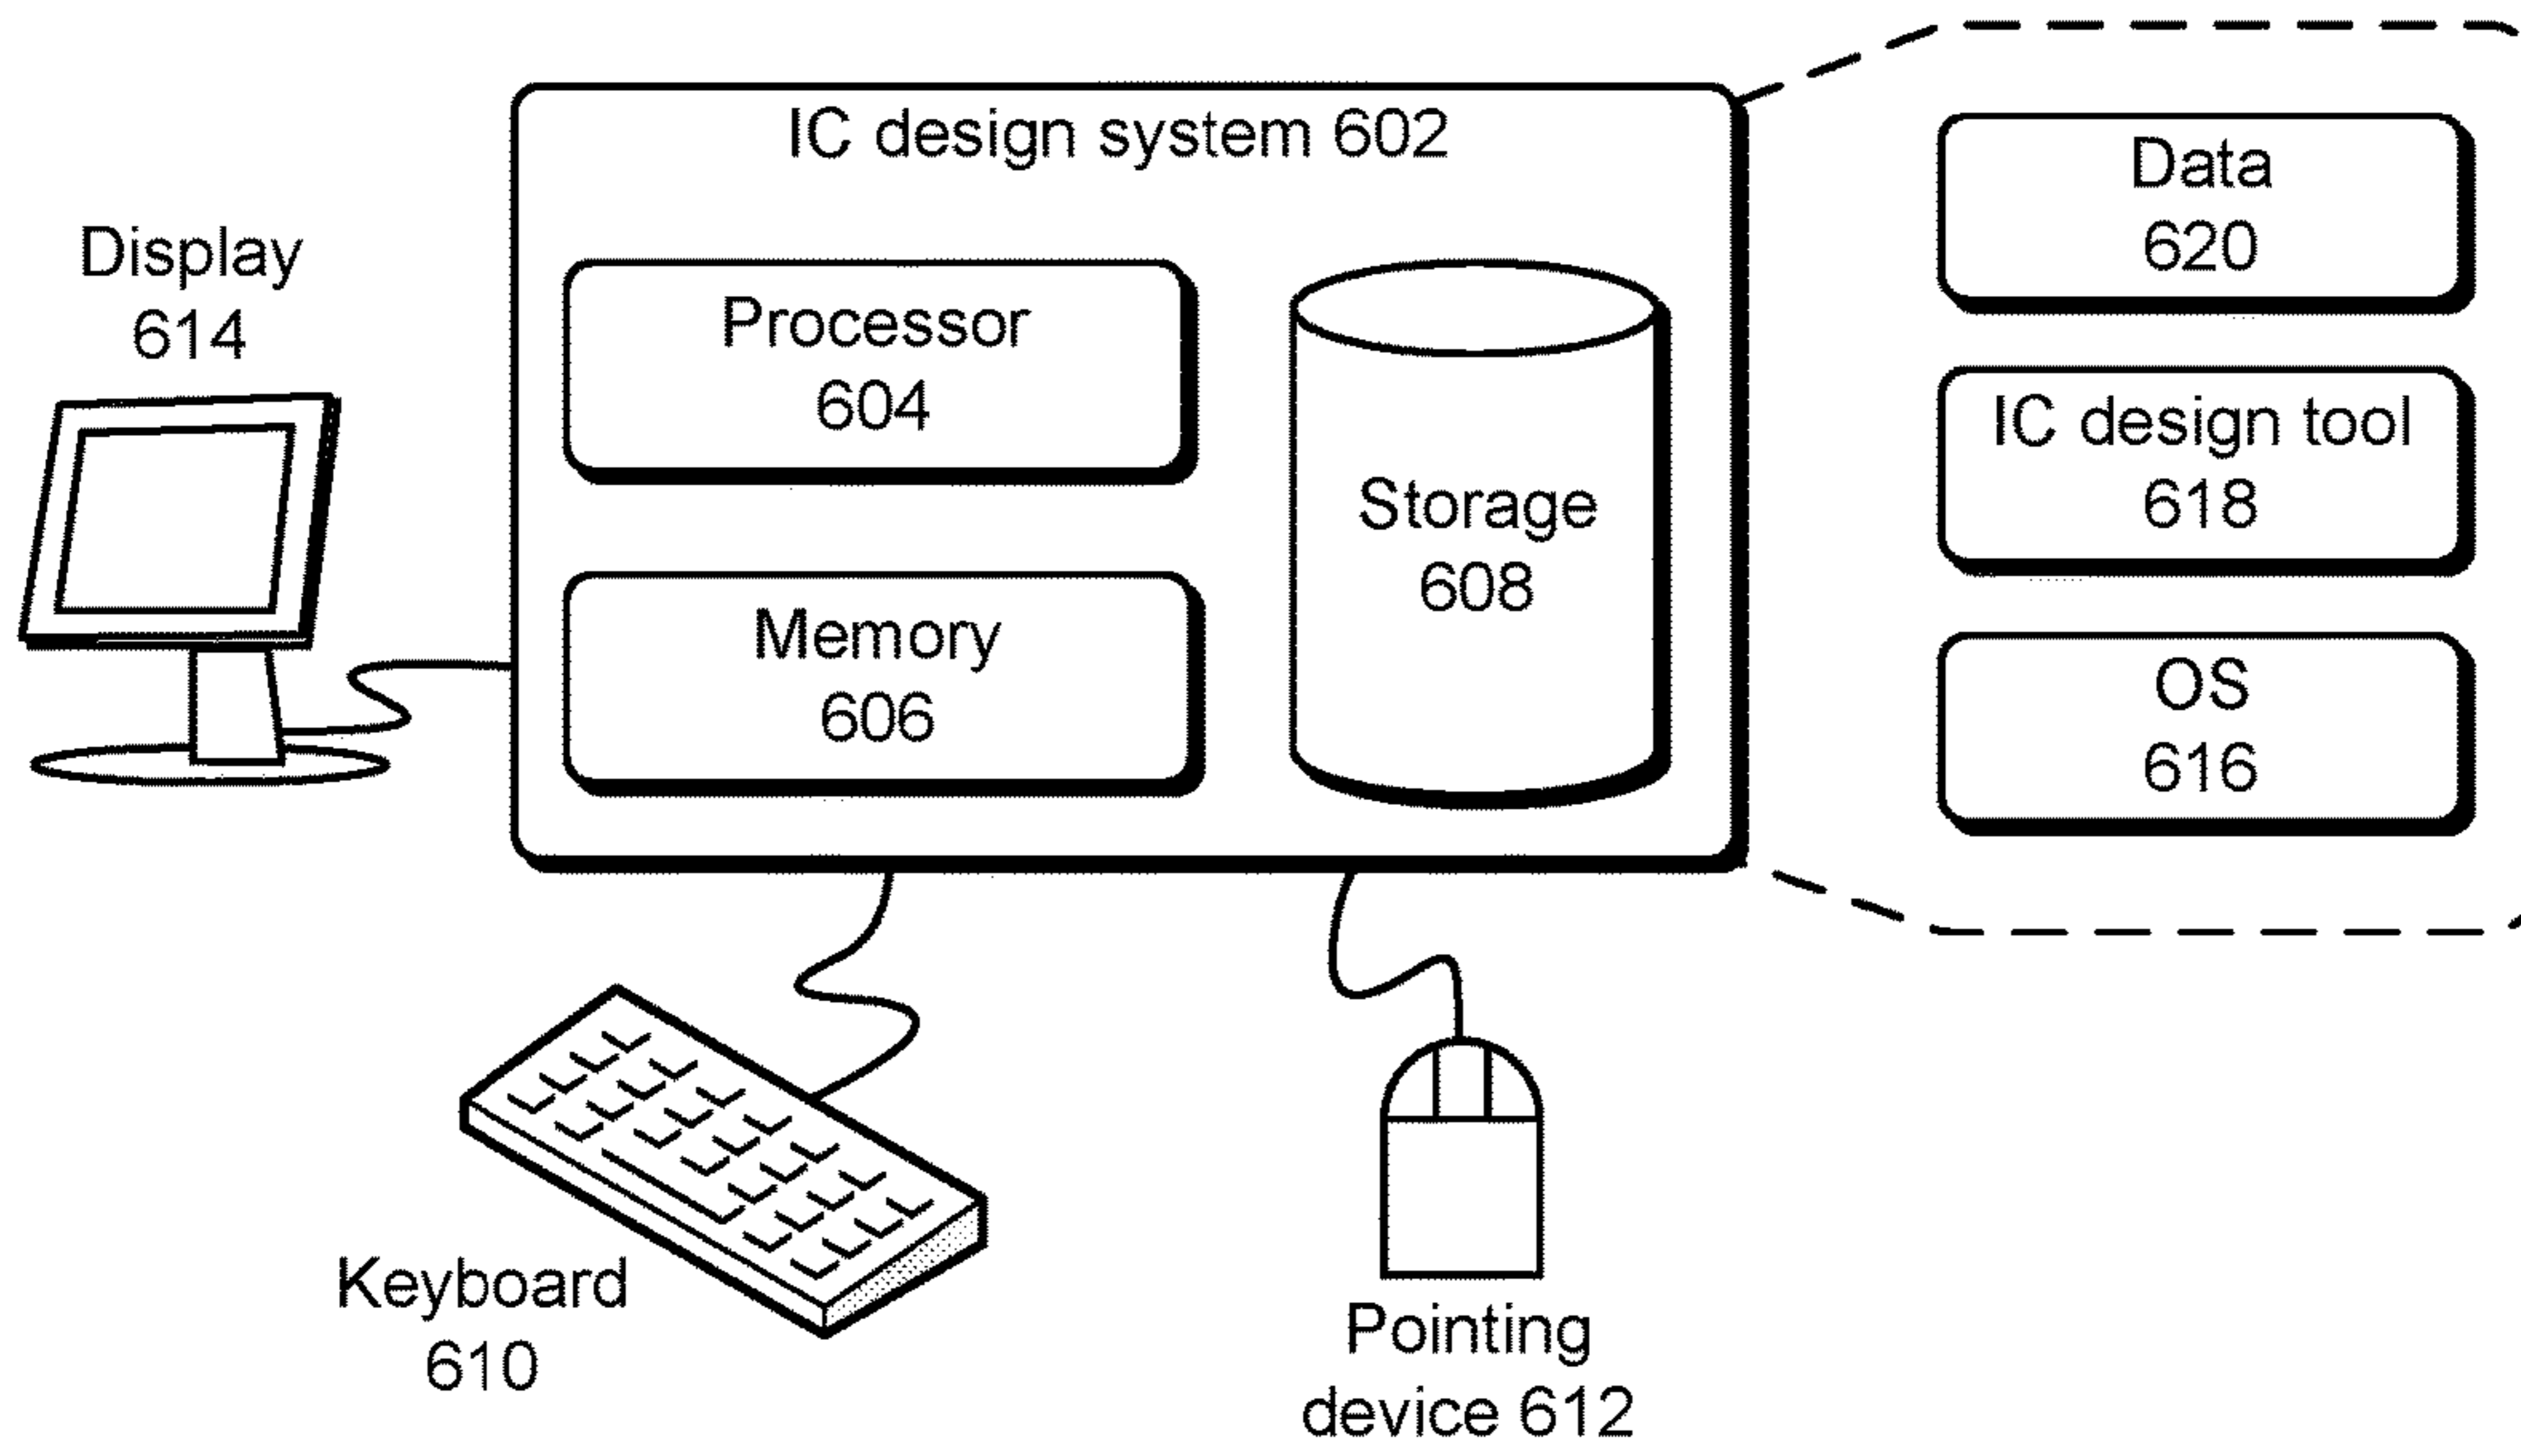 IC design system 602
Display
614
Processor
604
Memory
606
Storage
608
Data
620
IC design tool
618
OS
616
Keyboard
610
Pointing
device 612